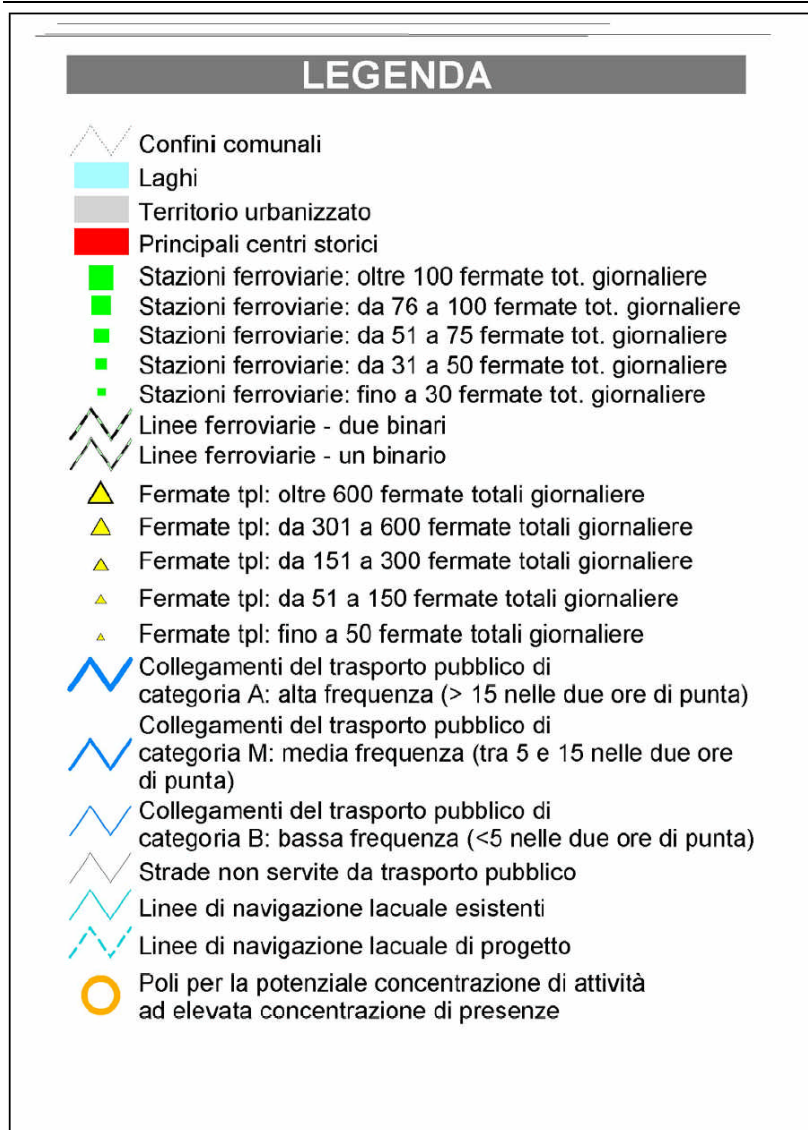 LEGENDA
Confini comunali
Laghi
Territorio urbanizzato
Principali centri storici
Stazioni ferroviarie: oltre 100 fermate tot. giornaliere
Stazioni ferroviarie: da 76 a 100 fermate tot. giornaliere
Stazioni ferroviarie: da 51 a 75 fermate tot. giornaliere
Stazioni ferroviarie: da 31 a 50 fermate tot. giornaliere
Stazioni ferroviarie: fino a 30 fermate tot. giornaliere
Linee ferroviarie - due binari
Linee ferroviarie - un binario
Fermate tpl: oltre 600 fermate totali giornaliere
Fermate tpl: da 301 a 600 fermate totali giornaliere
Fermate tpl: da 151 a 300 fermate totali giornaliere
Fermate tpl: da 51 a 150 fermate totali giornaliere
Fermate tpl: fino a 50 fermate totali giornaliere
Collegamenti del trasporto pubblico di
categoria A: alta frequenza (> 15 nelle due ore di punta)
Collegamenti del trasporto pubblico di
categoria M: media frequenza (tra 5 e 15 nelle due ore
di punta)
Collegamenti del trasporto pubblico di
categoria B: bassa frequenza (<5 nelle due ore di punta)
Strade non servite da trasporto pubblico
Linee di navigazione lacuale esistenti
Linee di navigazione lacuale di progetto
Poli per la potenziale concentrazione di attività
ad elevata concentrazione di presenze